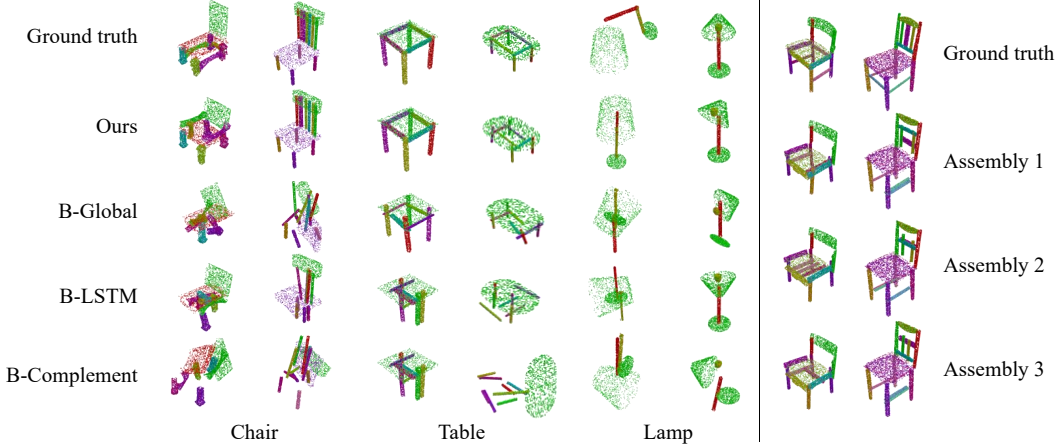 Ground truth
Ours
B-Global
B-LSTM
B-Complement
Chair
Table
Lamp
Ground truth
Assembly 1
Assembly 2
Assembly 3